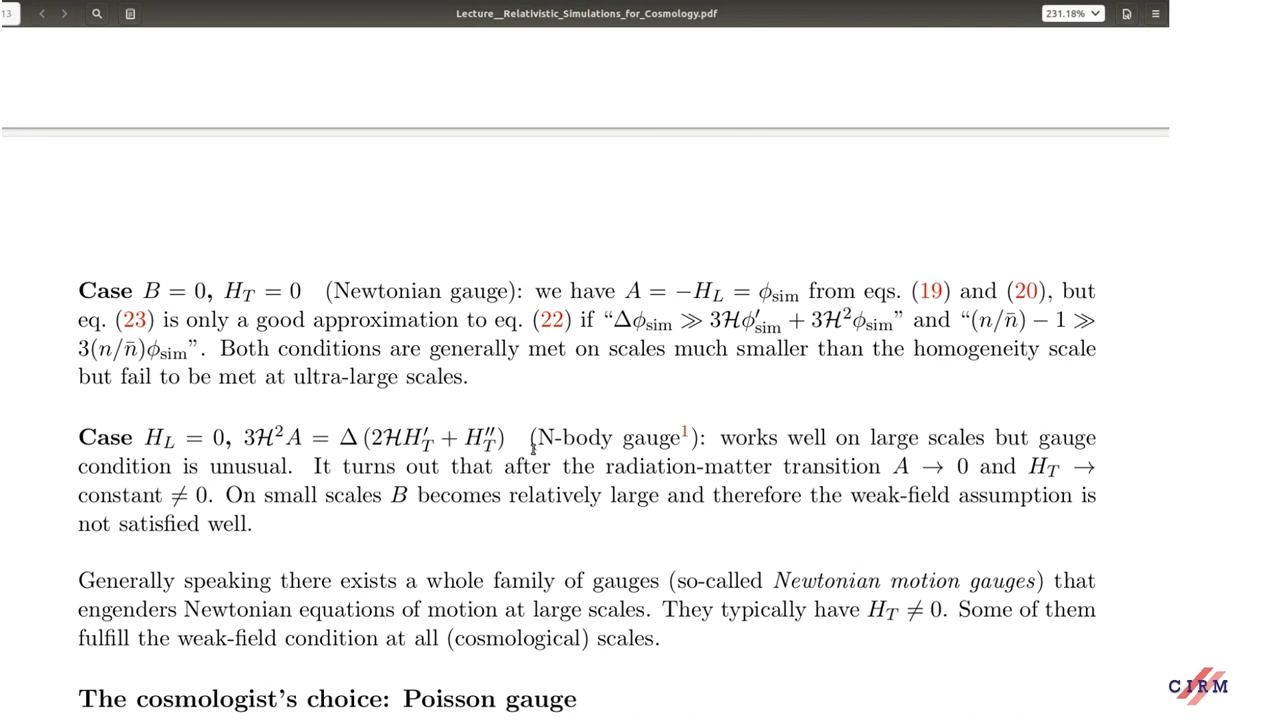 13
Lecture__Relativistic_Simulations_for_Cosmology.pdf
231.18%
Case B = 0, H_T = 0 (Newtonian gauge): we have A = −H_L = ϕ_sim from eqs. (19) and (20), but
eq. (23) is only a good approximation to eq. (22) if “Δϕ_sim ≫ 3ℋϕ′_sim + 3ℋ²ϕ_sim” and “(n/n̄) − 1 ≫
3(n/n̄)ϕ_sim”. Both conditions are generally met on scales much smaller than the homogeneity scale
but fail to be met at ultra-large scales.
Case H_L = 0, 3ℋ²A = Δ (2ℋH′_T + H″_T) (N-body gauge¹): works well on large scales but gauge
condition is unusual. It turns out that after the radiation-matter transition A → 0 and H_T →
constant ≠ 0. On small scales B becomes relatively large and therefore the weak-field assumption is
not satisfied well.
Generally speaking there exists a whole family of gauges (so-called Newtonian motion gauges) that
engenders Newtonian equations of motion at large scales. They typically have H_T ≠ 0. Some of them
fulfill the weak-field condition at all (cosmological) scales.
The cosmologist's choice: Poisson gauge
CIRM